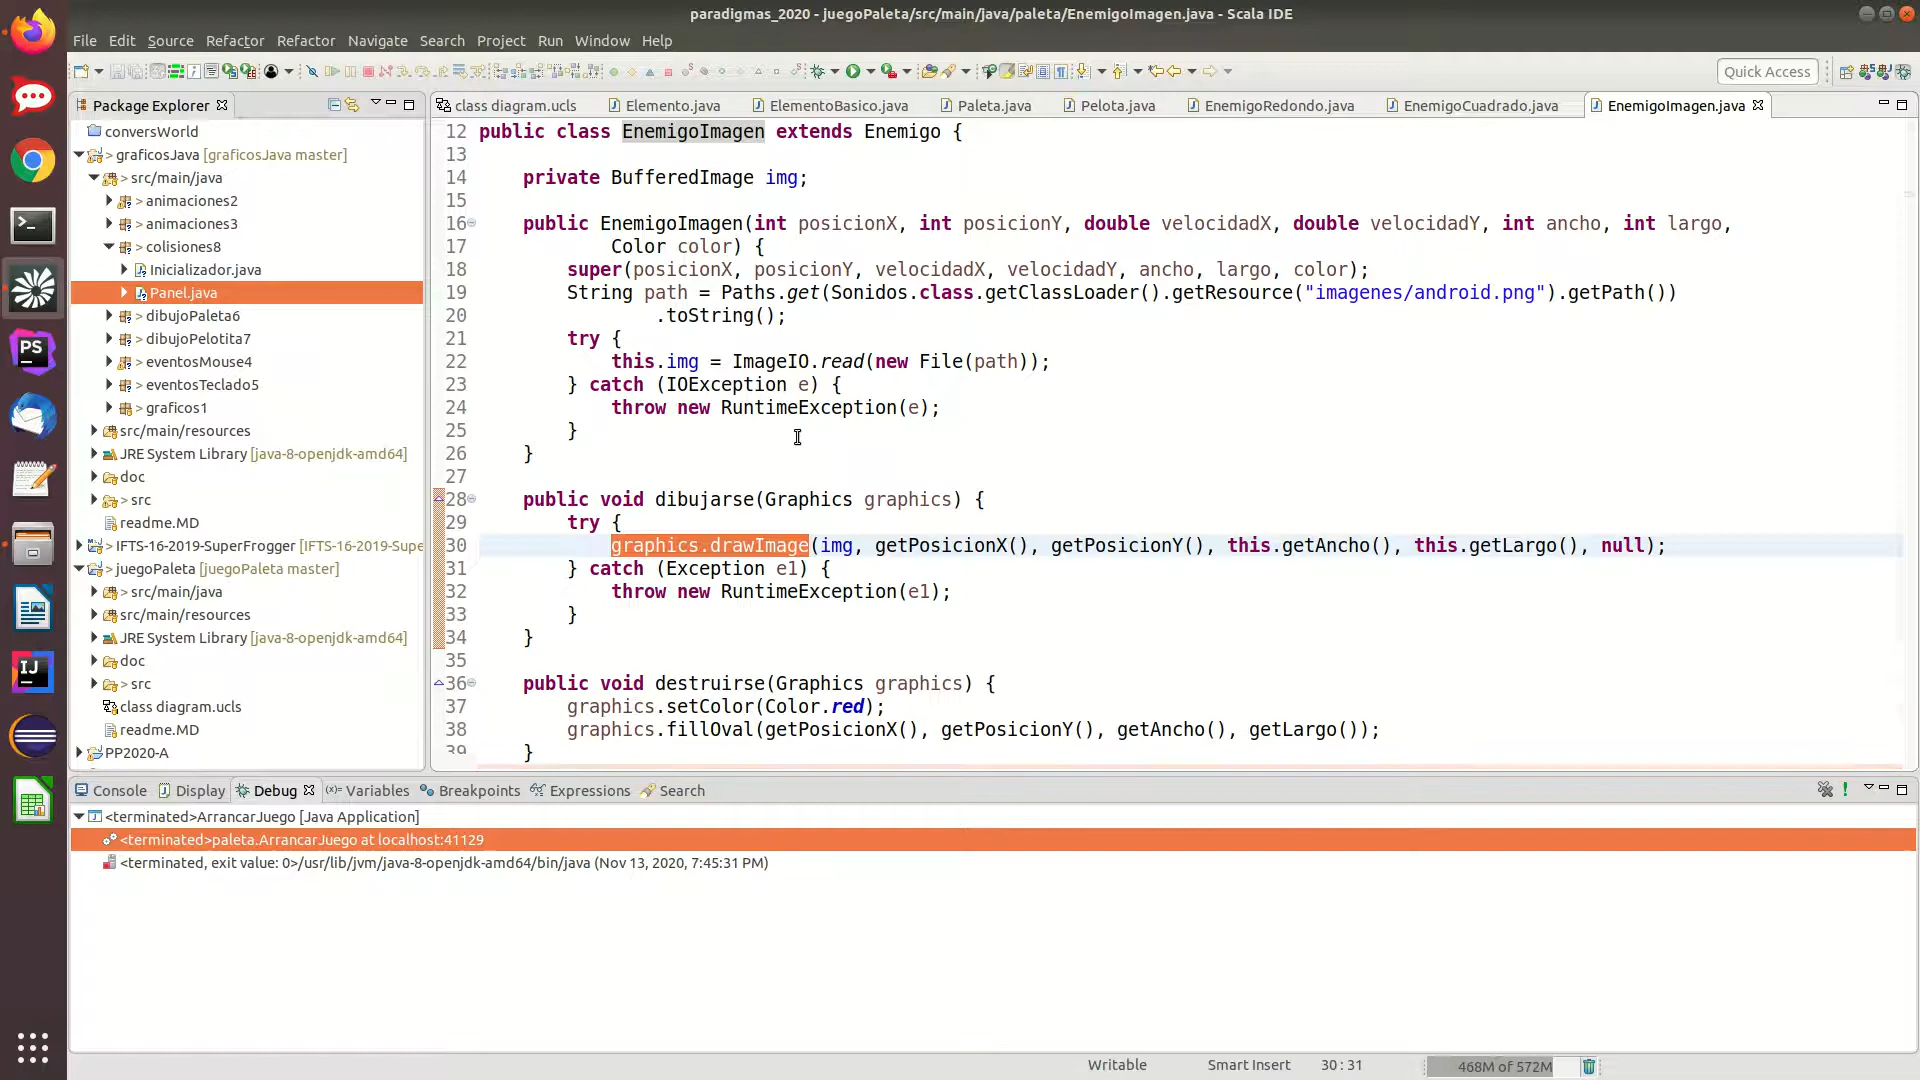 paradigmas_2020 - juegoPaleta/src/main/java/paleta/EnemigoImagen.java - Scala IDE
File Edit Source Refactor Refactor Navigate Search Project Run Window Help
Quick Access
Package Explorer
class diagram.ucls Elemento.java ElementoBasico.java Paleta.java Pelota.java EnemigoRedondo.java EnemigoCuadrado.java EnemigoImagen.java
conversWorld
> graficosJava [graficosJava master]
> src/main/java
> animaciones2
> animaciones3
> colisiones8
Inicializador.java
Panel.java
> dibujoPaleta6
> dibujoPelotita7
> eventosMouse4
> eventosTeclado5
> graficos1
src/main/resources
JRE System Library [java-8-openjdk-amd64]
doc
> src
readme.MD
> IFTS-16-2019-SuperFrogger [IFTS-16-2019-Supe
> juegoPaleta [juegoPaleta master]
> src/main/java
src/main/resources
JRE System Library [java-8-openjdk-amd64]
doc
> src
class diagram.ucls
readme.MD
PP2020-A
12 public class EnemigoImagen extends Enemigo {
13
14 private BufferedImage img;
15
16 public EnemigoImagen(int posicionX, int posicionY, double velocidadX, double velocidadY, int ancho, int largo,
17 Color color) {
18 super(posicionX, posicionY, velocidadX, velocidadY, ancho, largo, color);
19 String path = Paths.get(Sonidos.class.getClassLoader().getResource("imagenes/android.png").getPath())
20 .toString();
21 try {
22 this.img = ImageIO.read(new File(path));
23 } catch (IOException e) {
24 throw new RuntimeException(e);
25 }
26 }
27
28 public void dibujarse(Graphics graphics) {
29 try {
30 graphics.drawImage(img, getPosicionX(), getPosicionY(), this.getAncho(), this.getLargo(), null);
31 } catch (Exception e1) {
32 throw new RuntimeException(e1);
33 }
34 }
35
36 public void destruirse(Graphics graphics) {
37 graphics.setColor(Color.red);
38 graphics.fillOval(getPosicionX(), getPosicionY(), getAncho(), getLargo());
39 }
Console Display Debug Variables Breakpoints Expressions Search
<terminated>ArrancarJuego [Java Application]
<terminated>paleta.ArrancarJuego at localhost:41129
<terminated, exit value: 0>/usr/lib/jvm/java-8-openjdk-amd64/bin/java (Nov 13, 2020, 7:45:31 PM)
Writable Smart Insert 30 : 31 468M of 572M
PS
IJ